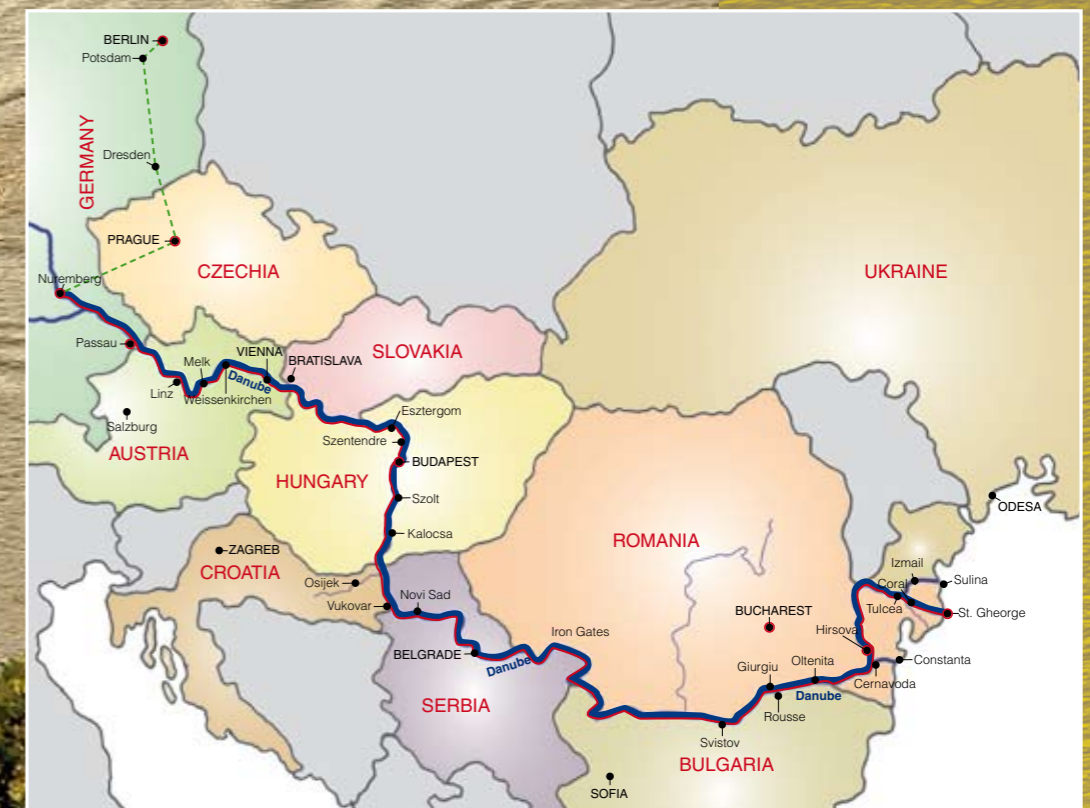 BERLIN
Potsdam
GERMANY
Dresden
PRAGUE
CZECHIA
UKRAINE
Nuremberg
Passau
Melk
VIENNA
BRATISLAVA
SLOVAKIA
Linz
Danube
Weissenkirchen
Salzburg
AUSTRIA
Esztergom
Szentendre
BUDAPEST
HUNGARY
Szolt
Kalocsa
ODESA
ZAGREB
CROATIA
ROMANIA
Osijek
Vukovar
Novi Sad
Izmail
Coral
Sulina
Tulcea
St. Gheorge
BUCHAREST
Hirsova
Iron Gates
BELGRADE
Danube
Giurgiu
Oltenita
Constanta
Cernavoda
Danube
Rousse
SERBIA
Svistov
BULGARIA
SOFIA